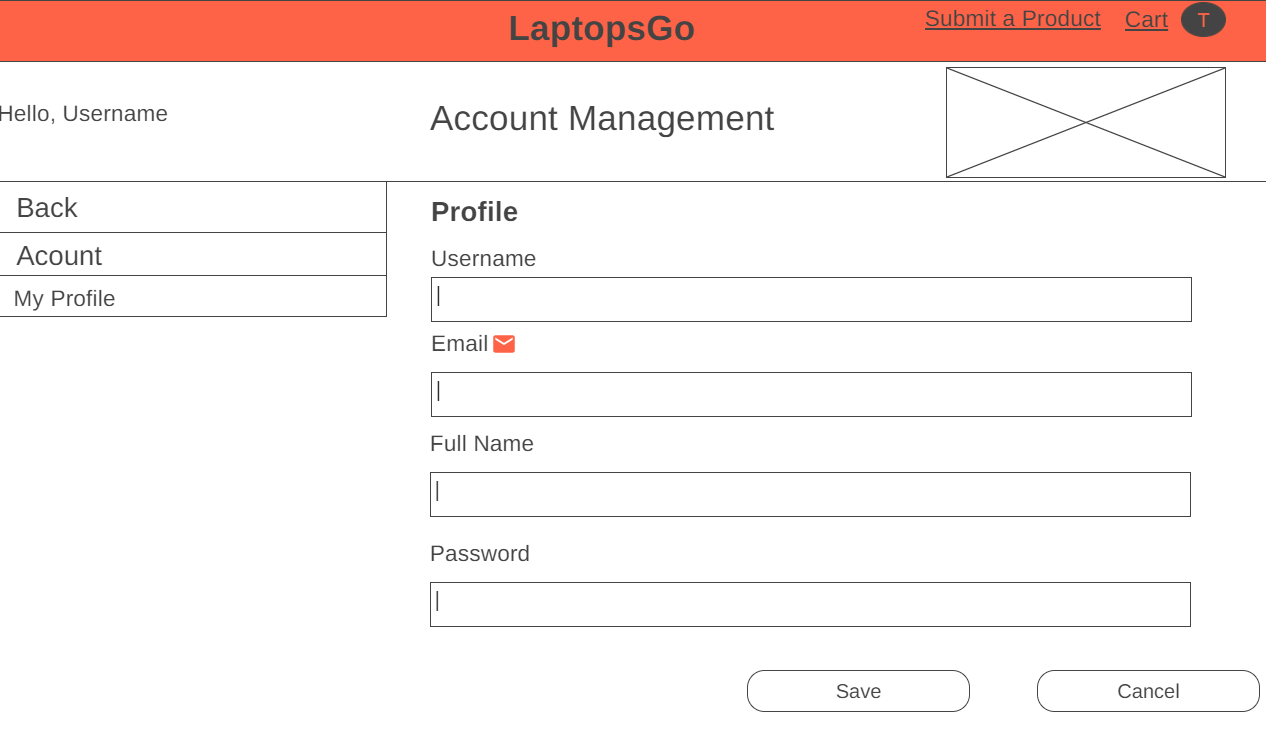 LaptopsGo
Submit a Product
Cart
T
Hello, Username
Account Management
Back
Acount
My Profile
Profile
Username
Email
Full Name
Password
Save
Cancel